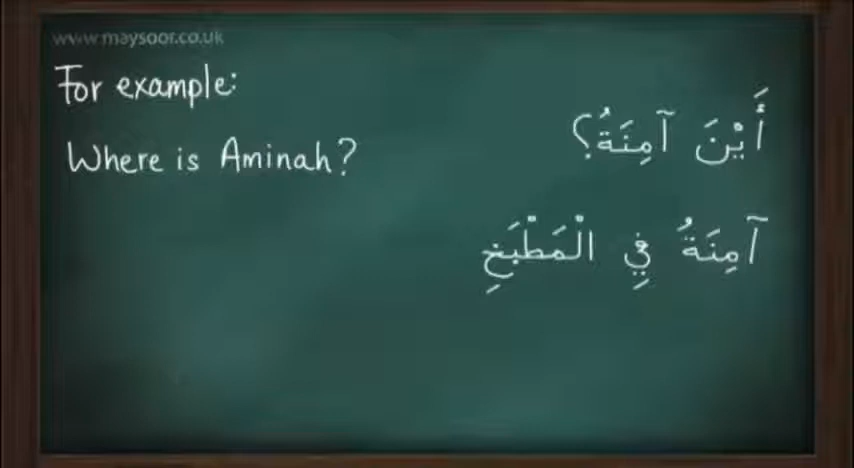 www.maysoor.co.uk
For example:
Where is Aminah?
أَيْنَ آمِنَةُ؟
آمِنَةُ فِي الْمَطْبَخِ